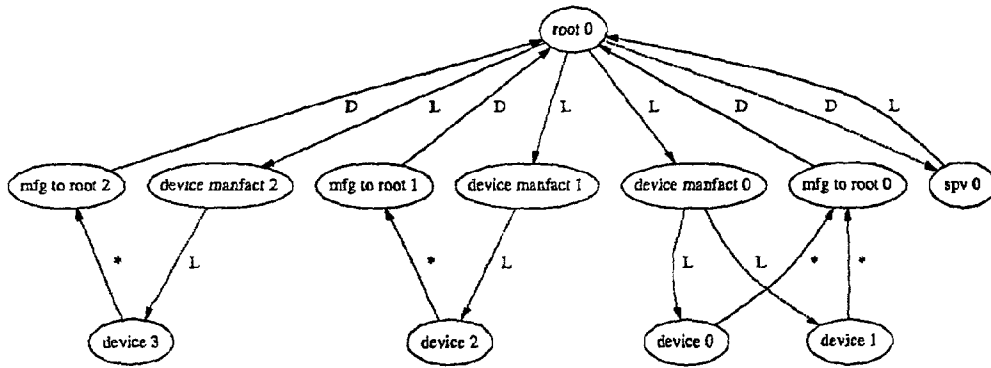 root 0
D L D L L D D L
mfg to root 2 device manfact 2 mfg to root 1 device manfact 1 device manfact 0 mfg to root 0 spv 0
* L * L L L * *
device 3 device 2 device 0 device 1